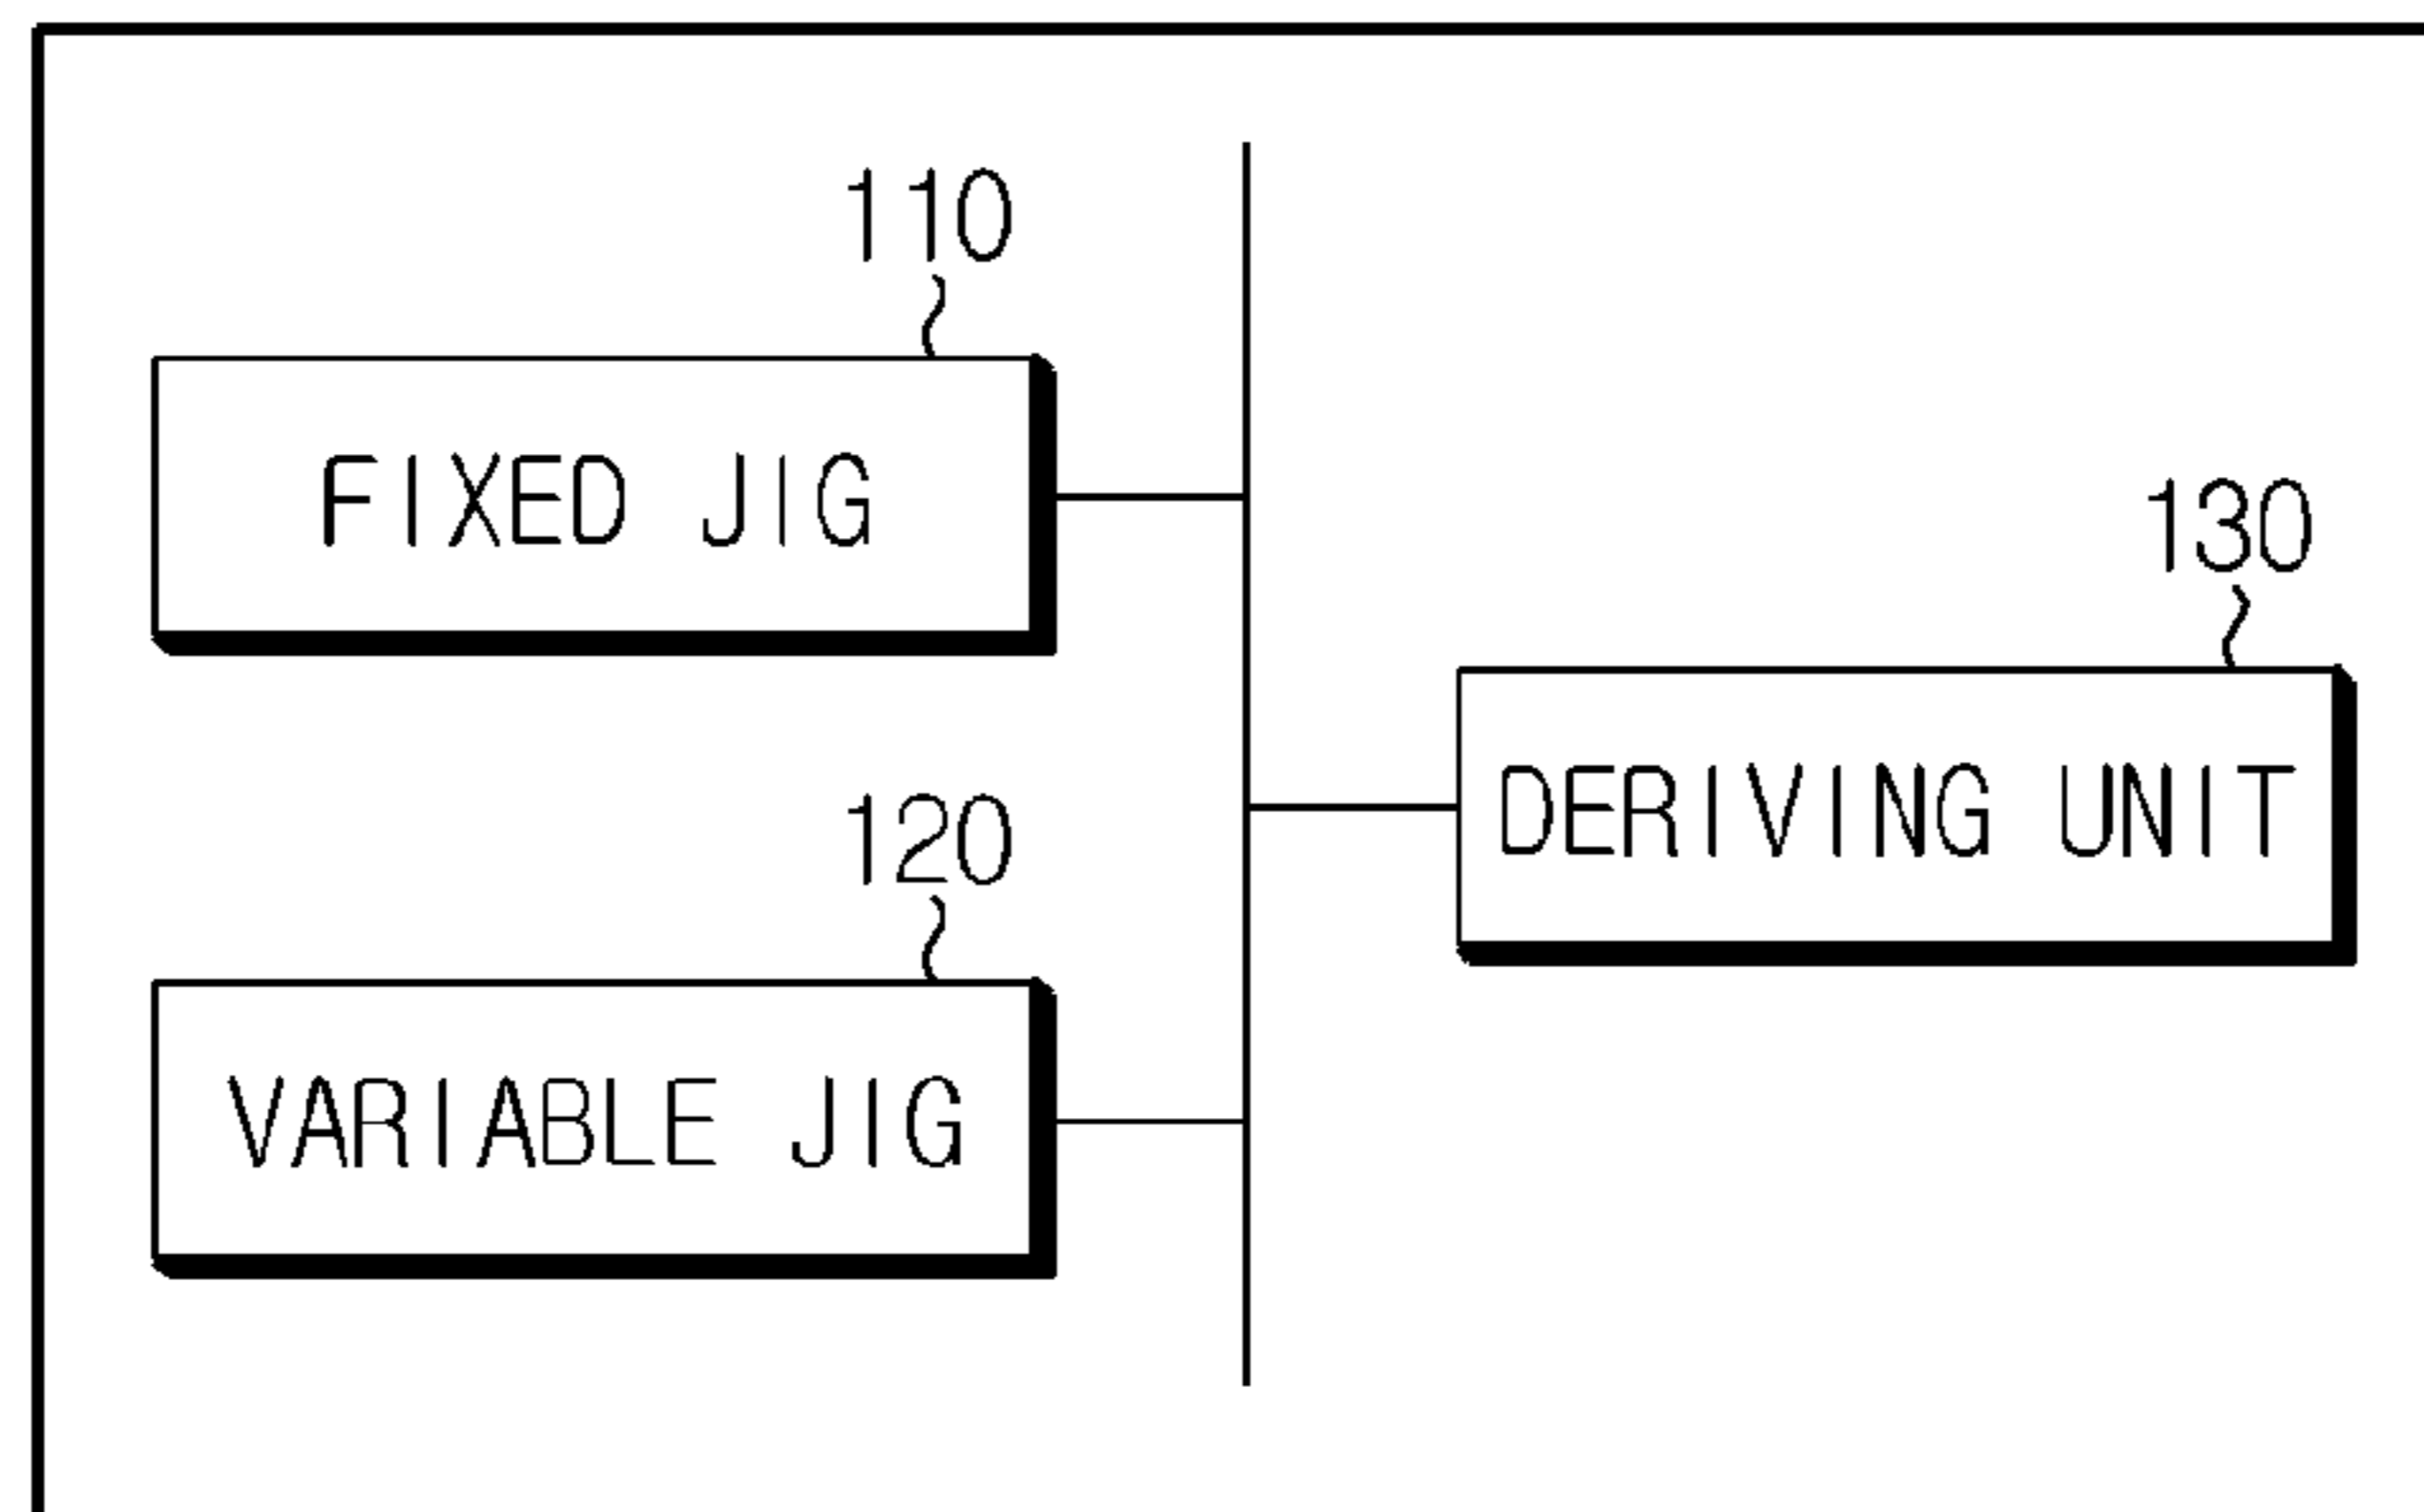 110
FIXED JIG
130
DERIVING UNIT
120
VARIABLE JIG